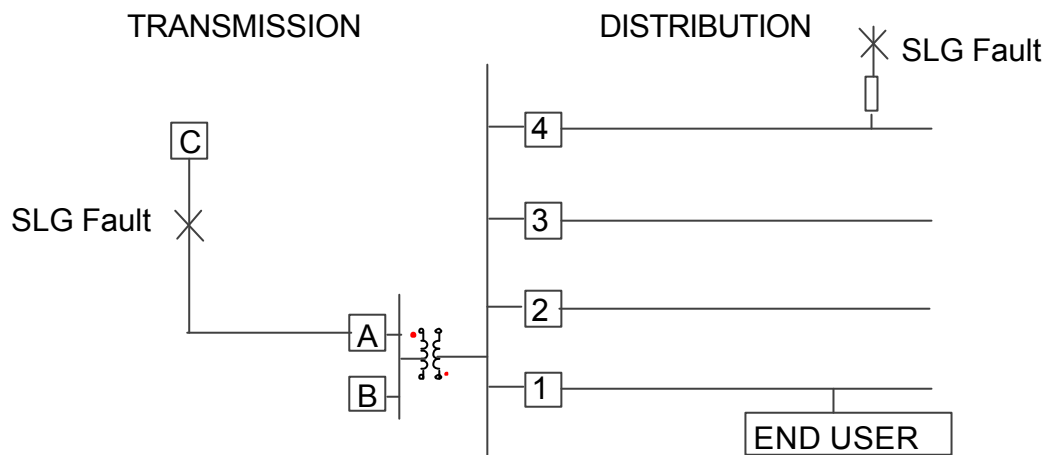 TRANSMISSION
DISTRIBUTION
SLG Fault
4
C
SLG Fault
3
2
A
B
1
END USER